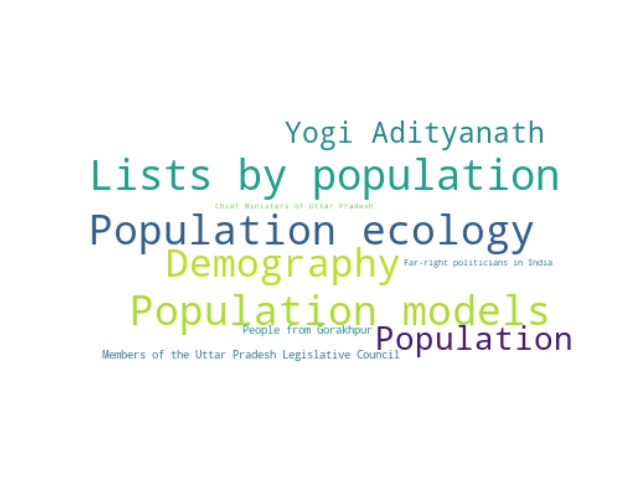 Yogi Adityanath
Lists by population
Chief Ministers of Uttar Pradesh
Population ecology
Demography
Far-right politicians in India
Population models
People from Gorakhpur
Population
Members of the Uttar Pradesh Legislative Council